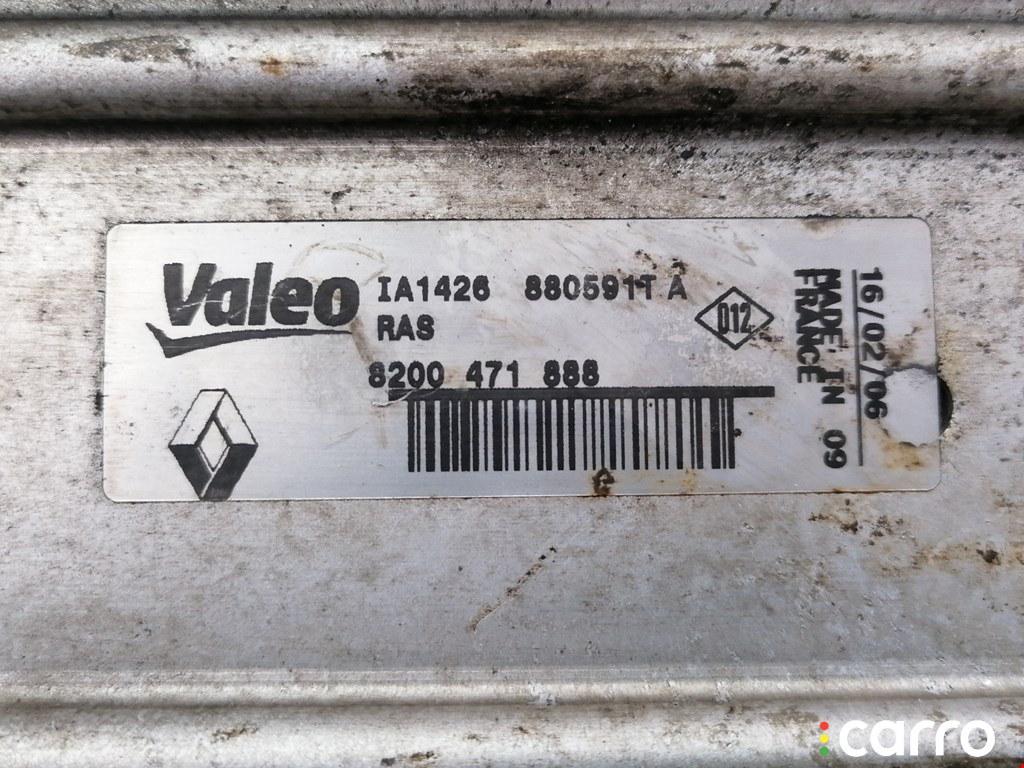 Valeo
IA1426 880591T A
RAS
8200 471 888
D12
16/02/06
MADE IN 09
FRANCE
carro